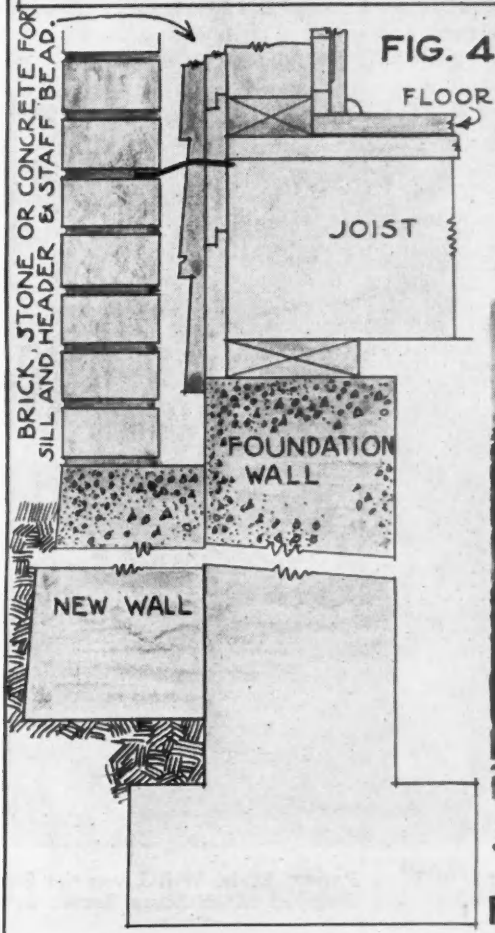 BRICK, STONE OR CONCRETE FOR
SILL AND HEADER & STAFF BEAD.
FIG. 4
FLOOR
JOIST
FOUNDATION
WALL
NEW WALL